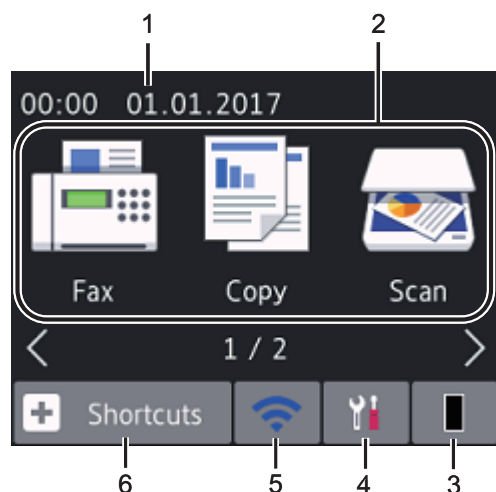 1 2
00:00 01.01.2017
Fax Copy Scan
< 1 / 2 >
+ Shortcuts
6 5 4 3